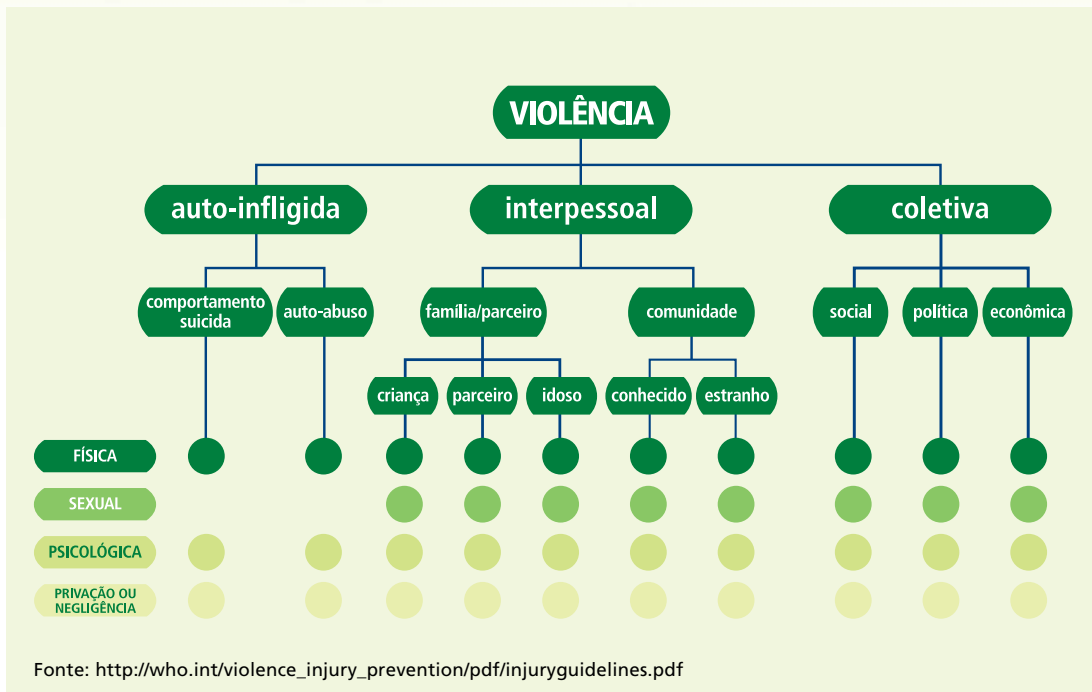 VIOLÊNCIA
auto-infligida
interpessoal
coletiva
comportamento
suicida
auto-abuso
família/parceiro
comunidade
social
política
econômica
criança
parceiro
idoso
conhecido
estranho
FÍSICA
SEXUAL
PSICOLÓGICA
PRIVAÇÃO OU
NEGLIGÊNCIA
Fonte: http://who.int/violence_injury_prevention/pdf/injuryguidelines.pdf